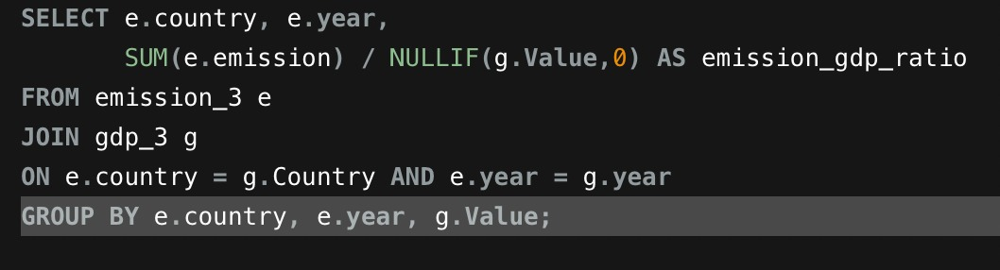 SELECT e.country, e.year,
       SUM(e.emission) / NULLIF(g.Value,0) AS emission_gdp_ratio
FROM emission_3 e
JOIN gdp_3 g
ON e.country = g.Country AND e.year = g.year
GROUP BY e.country, e.year, g.Value;